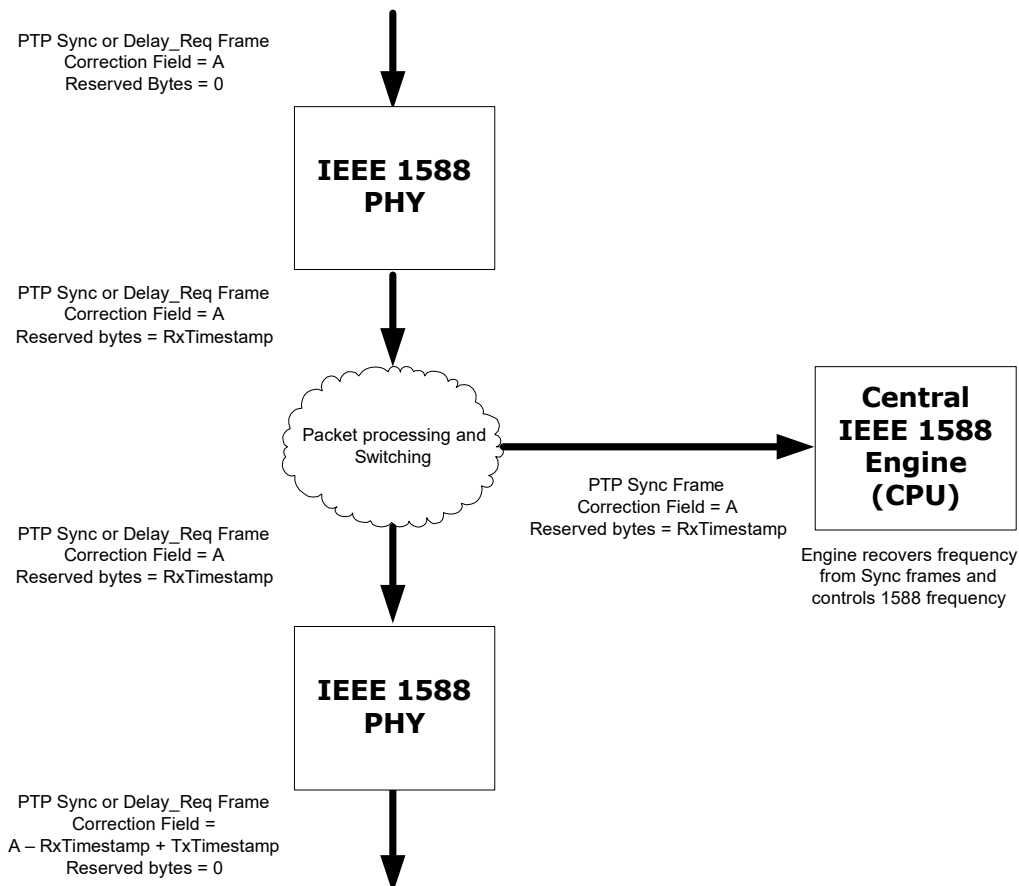 PTP Sync or Delay_Req Frame
Correction Field = A
Reserved Bytes = 0
IEEE 1588
PHY
PTP Sync or Delay_Req Frame
Correction Field = A
Reserved bytes = RxTimestamp
Packet processing and
Switching
PTP Sync Frame
Correction Field = A
Reserved bytes = RxTimestamp
Central
IEEE 1588
Engine
(CPU)
Engine recovers frequency
from Sync frames and
controls 1588 frequency
PTP Sync or Delay_Req Frame
Correction Field = A
Reserved bytes = RxTimestamp
IEEE 1588
PHY
PTP Sync or Delay_Req Frame
Correction Field =
A – RxTimestamp + TxTimestamp
Reserved bytes = 0